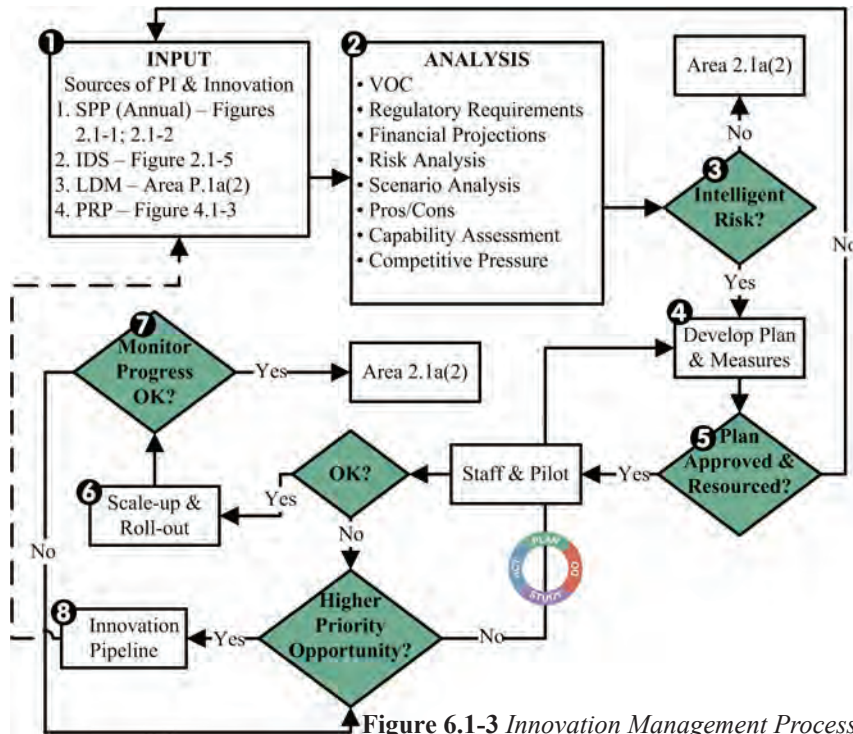 1
INPUT
Sources of PI & Innovation
1. SPP (Annual) – Figures
2.1-1; 2.1-2
2. IDS – Figure 2.1-5
3. LDM – Area P.1a(2)
4. PRP – Figure 4.1-3
2
ANALYSIS
• VOC
• Regulatory Requirements
• Financial Projections
• Risk Analysis
• Scenario Analysis
• Pros/Cons
• Capability Assessment
• Competitive Pressure
Area 2.1a(2)
No
3
Intelligent
Risk?
No
Yes
4
Develop Plan
& Measures
5
Plan
Approved &
Resourced?
Yes
Staff & Pilot
OK?
Yes
No
7
Monitor
Progress
OK?
Yes
Area 2.1a(2)
6
Scale-up &
Roll-out
No
PLAN
DO
STUDY
ACT
Higher
Priority
Opportunity?
No
Yes
8
Innovation
Pipeline
Figure 6.1-3 Innovation Management Process